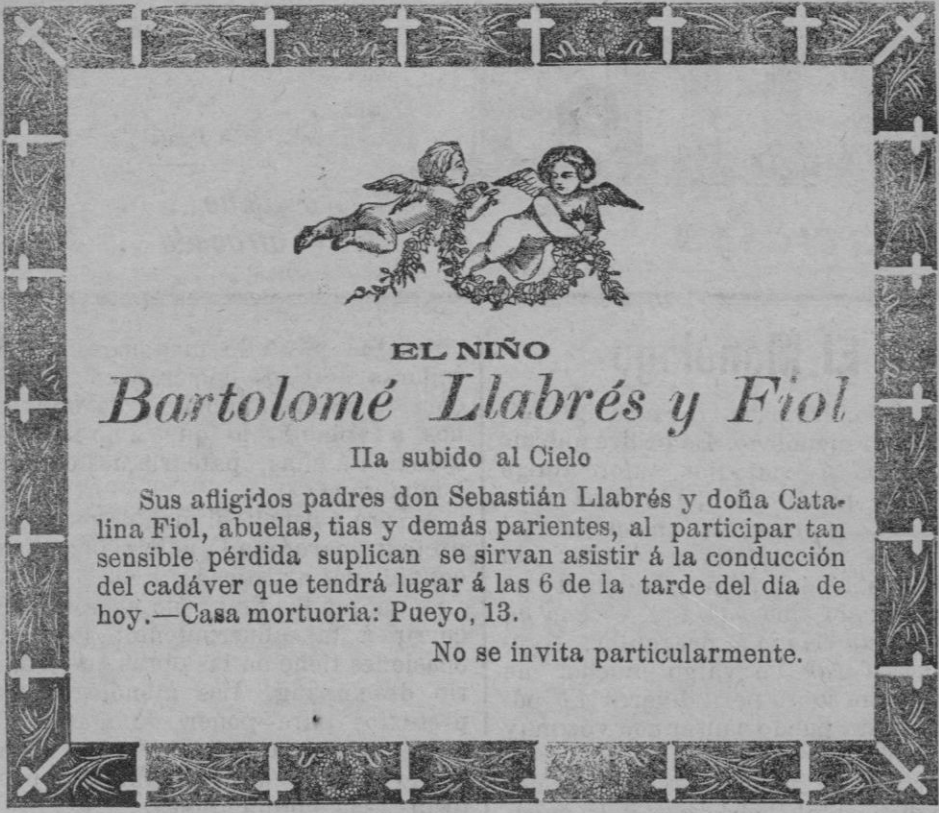 EL NIÑO
Bartolomé Llabrés y Fiol
Ha subido al Cielo
Sus afligidos padres don Sebastián Llabrés y doña Cata-
lina Fiol, abuelas, tias y demás parientes, al participar tan
sensible pérdida suplican se sirvan asistir á la conducción
del cadáver que tendrá lugar á las 6 de la tarde del dia de
hoy.—Casa mortuoria: Pueyo, 13.
No se invita particularmente.